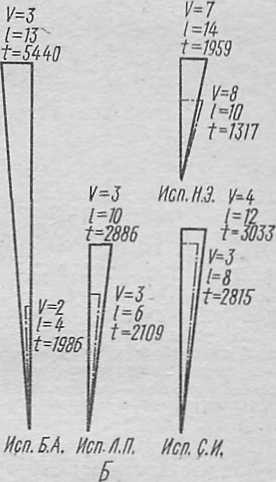 V=3
l=13
t=5440
V=2
l=4
t=1986
Исп. Б.А.
V=3
l=10
t=2886
V=3
l=6
t=2109
Исп. Л.П.
V=7
l=14
t=1959
V=8
l=10
t=1317
Исп. Н.Э.
V=4
l=12
t=3033
V=3
l=8
t=2815
Исп. С.И.
Б